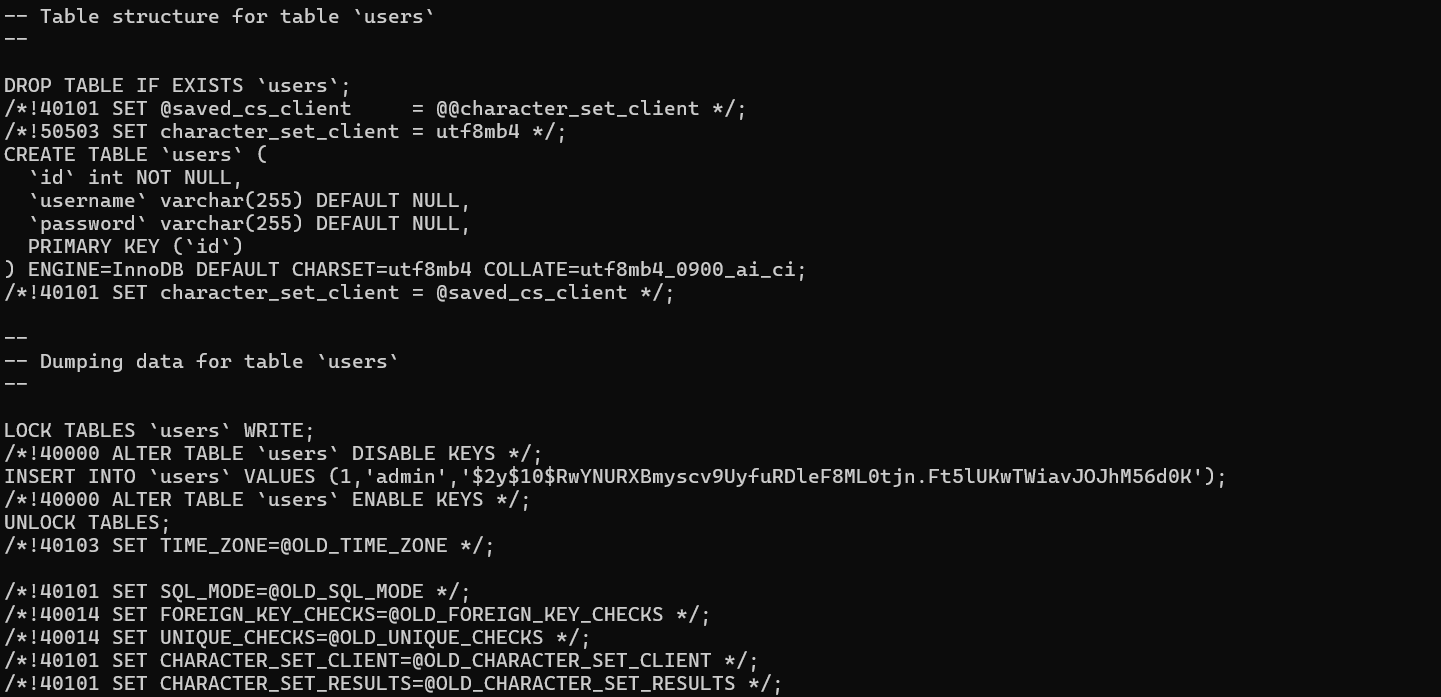 -- Table structure for table `users`
--
DROP TABLE IF EXISTS `users`;
/*!40101 SET @saved_cs_client     = @@character_set_client */;
/*!50503 SET character_set_client = utf8mb4 */;
CREATE TABLE `users` (
  `id` int NOT NULL,
  `username` varchar(255) DEFAULT NULL,
  `password` varchar(255) DEFAULT NULL,
  PRIMARY KEY (`id`)
) ENGINE=InnoDB DEFAULT CHARSET=utf8mb4 COLLATE=utf8mb4_0900_ai_ci;
/*!40101 SET character_set_client = @saved_cs_client */;
--
-- Dumping data for table `users`
--
LOCK TABLES `users` WRITE;
/*!40000 ALTER TABLE `users` DISABLE KEYS */;
INSERT INTO `users` VALUES (1,'admin','$2y$10$RwYNURXBmyscv9UyfuRDleF8ML0tjn.Ft5lUKwTWiavJOJhM56d0K');
/*!40000 ALTER TABLE `users` ENABLE KEYS */;
UNLOCK TABLES;
/*!40103 SET TIME_ZONE=@OLD_TIME_ZONE */;
/*!40101 SET SQL_MODE=@OLD_SQL_MODE */;
/*!40014 SET FOREIGN_KEY_CHECKS=@OLD_FOREIGN_KEY_CHECKS */;
/*!40014 SET UNIQUE_CHECKS=@OLD_UNIQUE_CHECKS */;
/*!40101 SET CHARACTER_SET_CLIENT=@OLD_CHARACTER_SET_CLIENT */;
/*!40101 SET CHARACTER_SET_RESULTS=@OLD_CHARACTER_SET_RESULTS */;